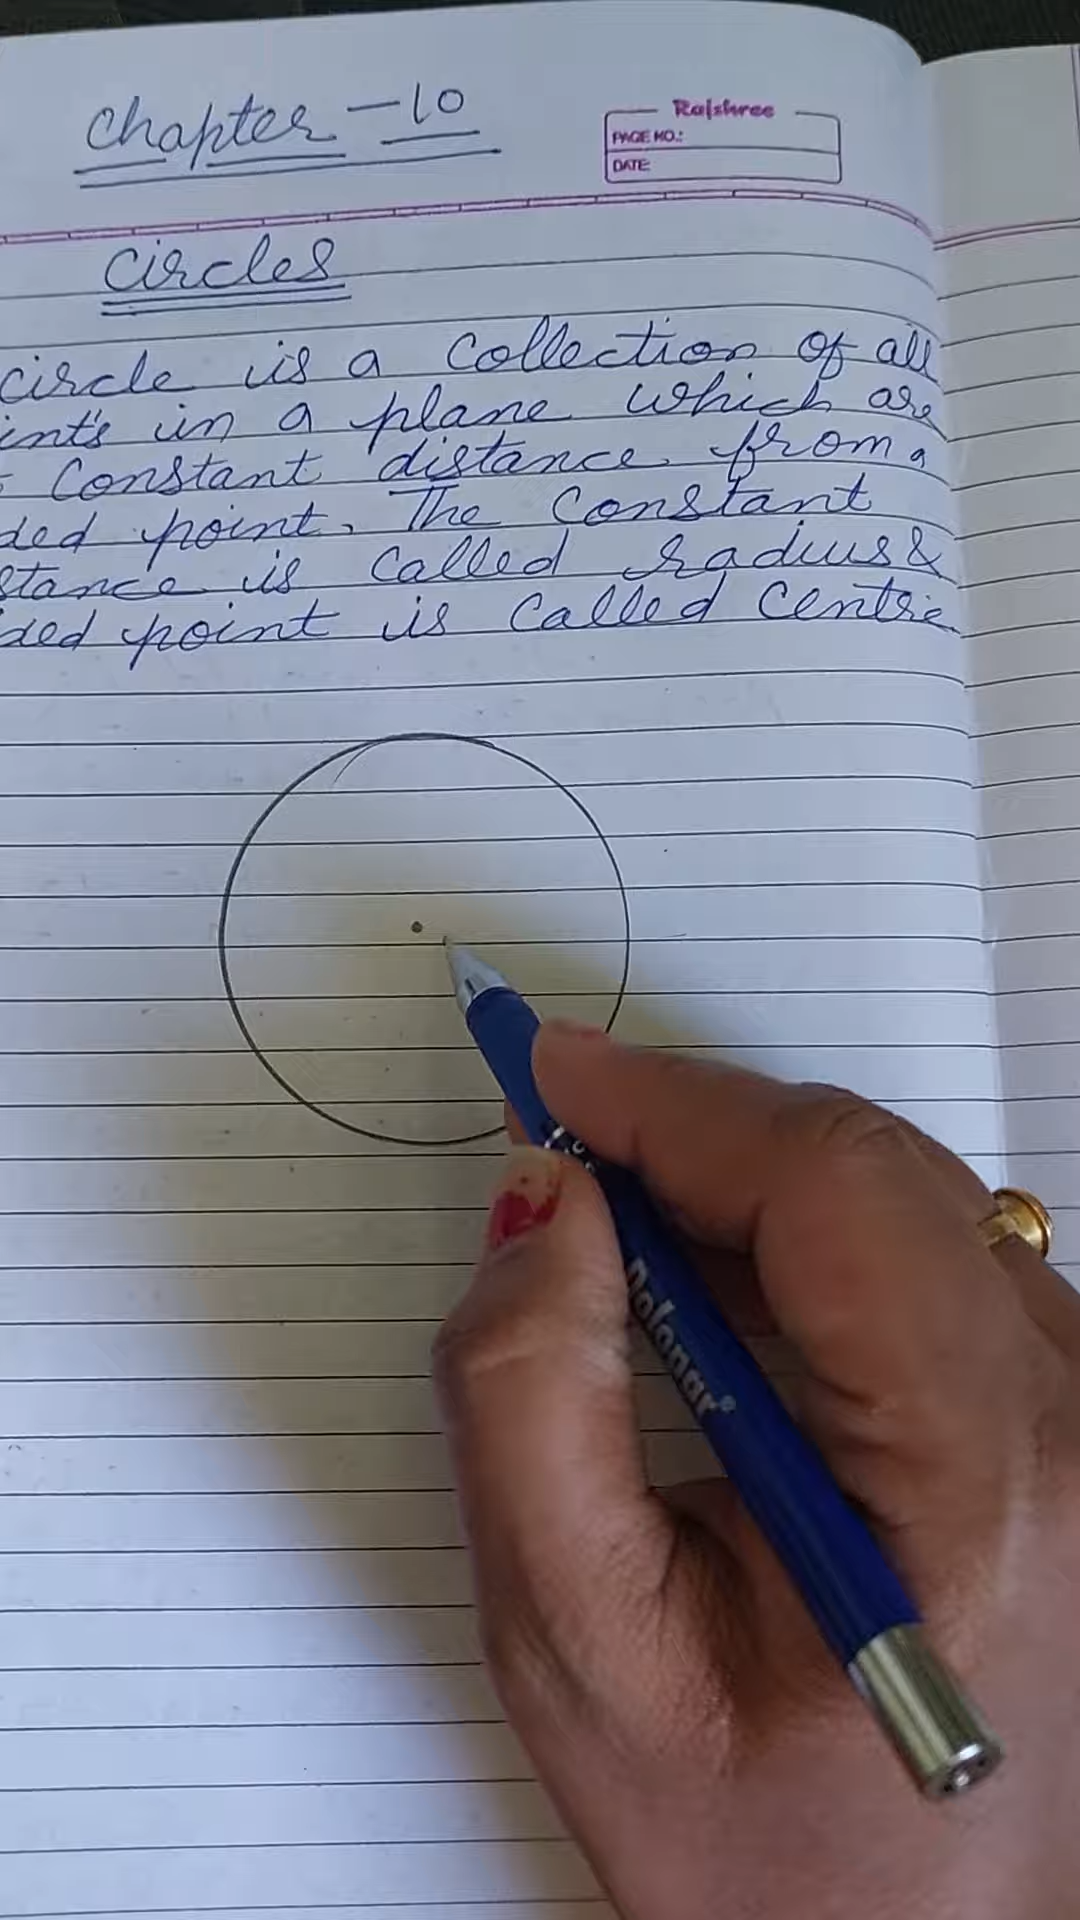 Chapter - 10
Rajshree
PAGE NO.:
DATE:
Circles
circle is a collection of all
in a plane which are
constant distance from a
point. The constant
is called radius &
point is called centre